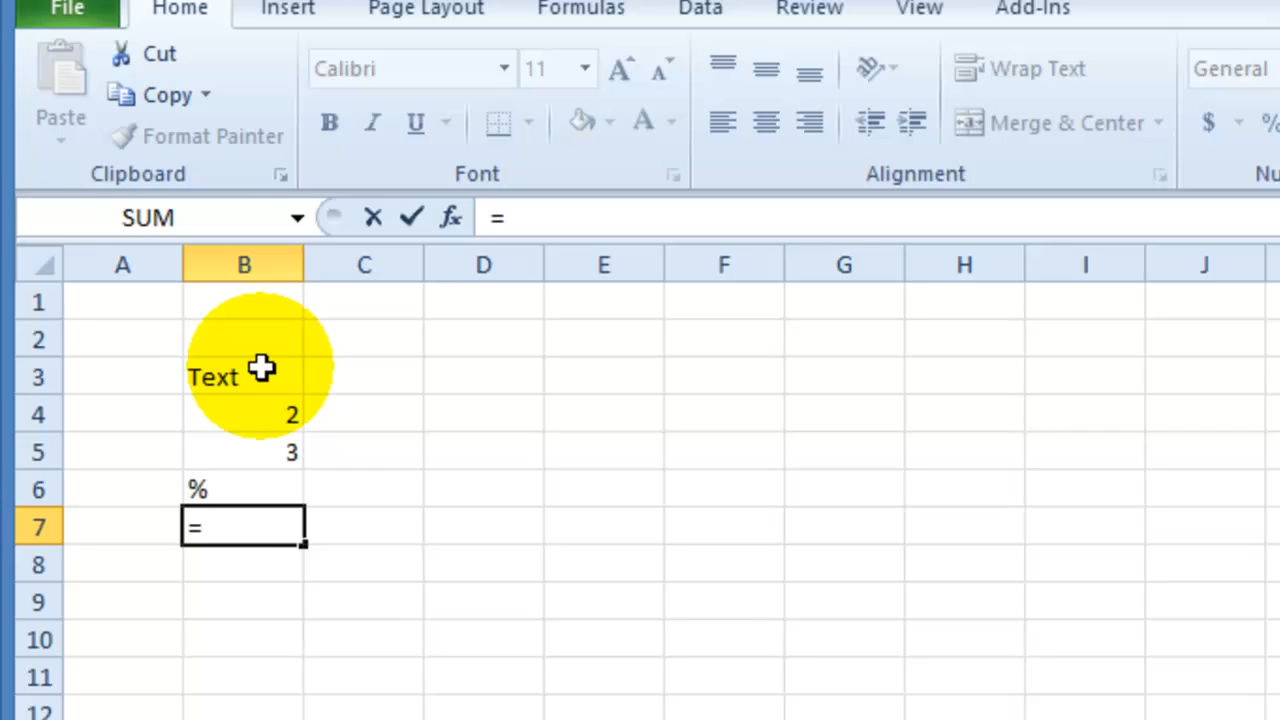 File Home Insert Page Layout Formulas Data Review View Add-Ins
Cut
Calibri 11 Wrap Text General
Copy
Paste B I U A Merge & Center $ %
Format Painter
Clipboard Font Alignment Nu
SUM fx =
A B C D E F G H I J
1
2
3 Text
4 2
5 3
6 %
7 =
8
9
10
11
12